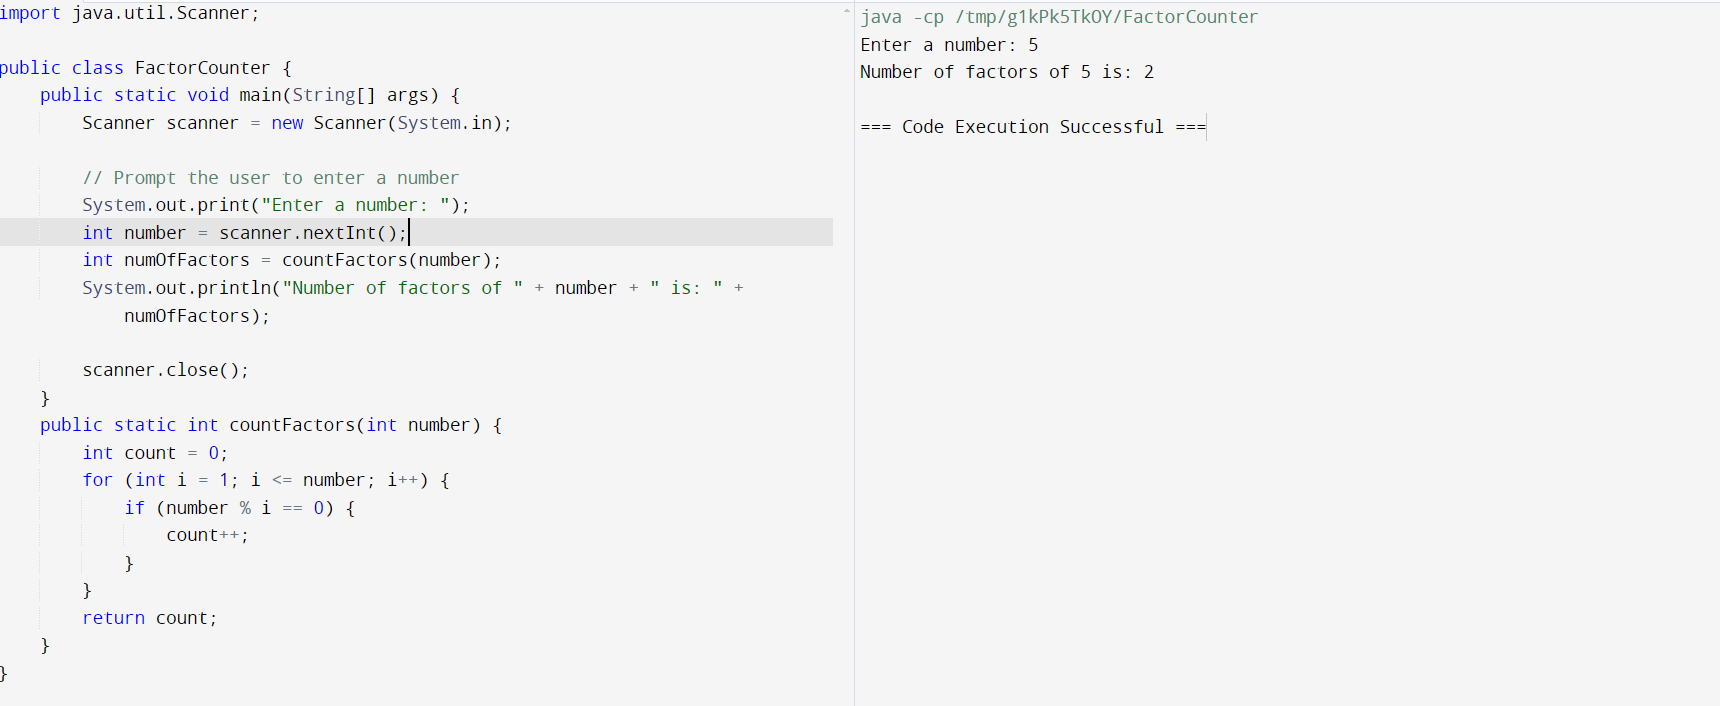 import java.util.Scanner;
public class FactorCounter {
public static void main(String[] args) {
Scanner scanner = new Scanner(System.in);
// Prompt the user to enter a number
System.out.print("Enter a number: ");
int number = scanner.nextInt();
int numOfFactors = countFactors(number);
System.out.println("Number of factors of " + number + " is: " +
numOfFactors);
scanner.close();
}
public static int countFactors(int number) {
int count = 0;
for (int i = 1; i <= number; i++) {
if (number % i == 0) {
count++;
}
}
return count;
}
}
java -cp /tmp/g1kPk5TkOY/FactorCounter
Enter a number: 5
Number of factors of 5 is: 2
=== Code Execution Successful ===